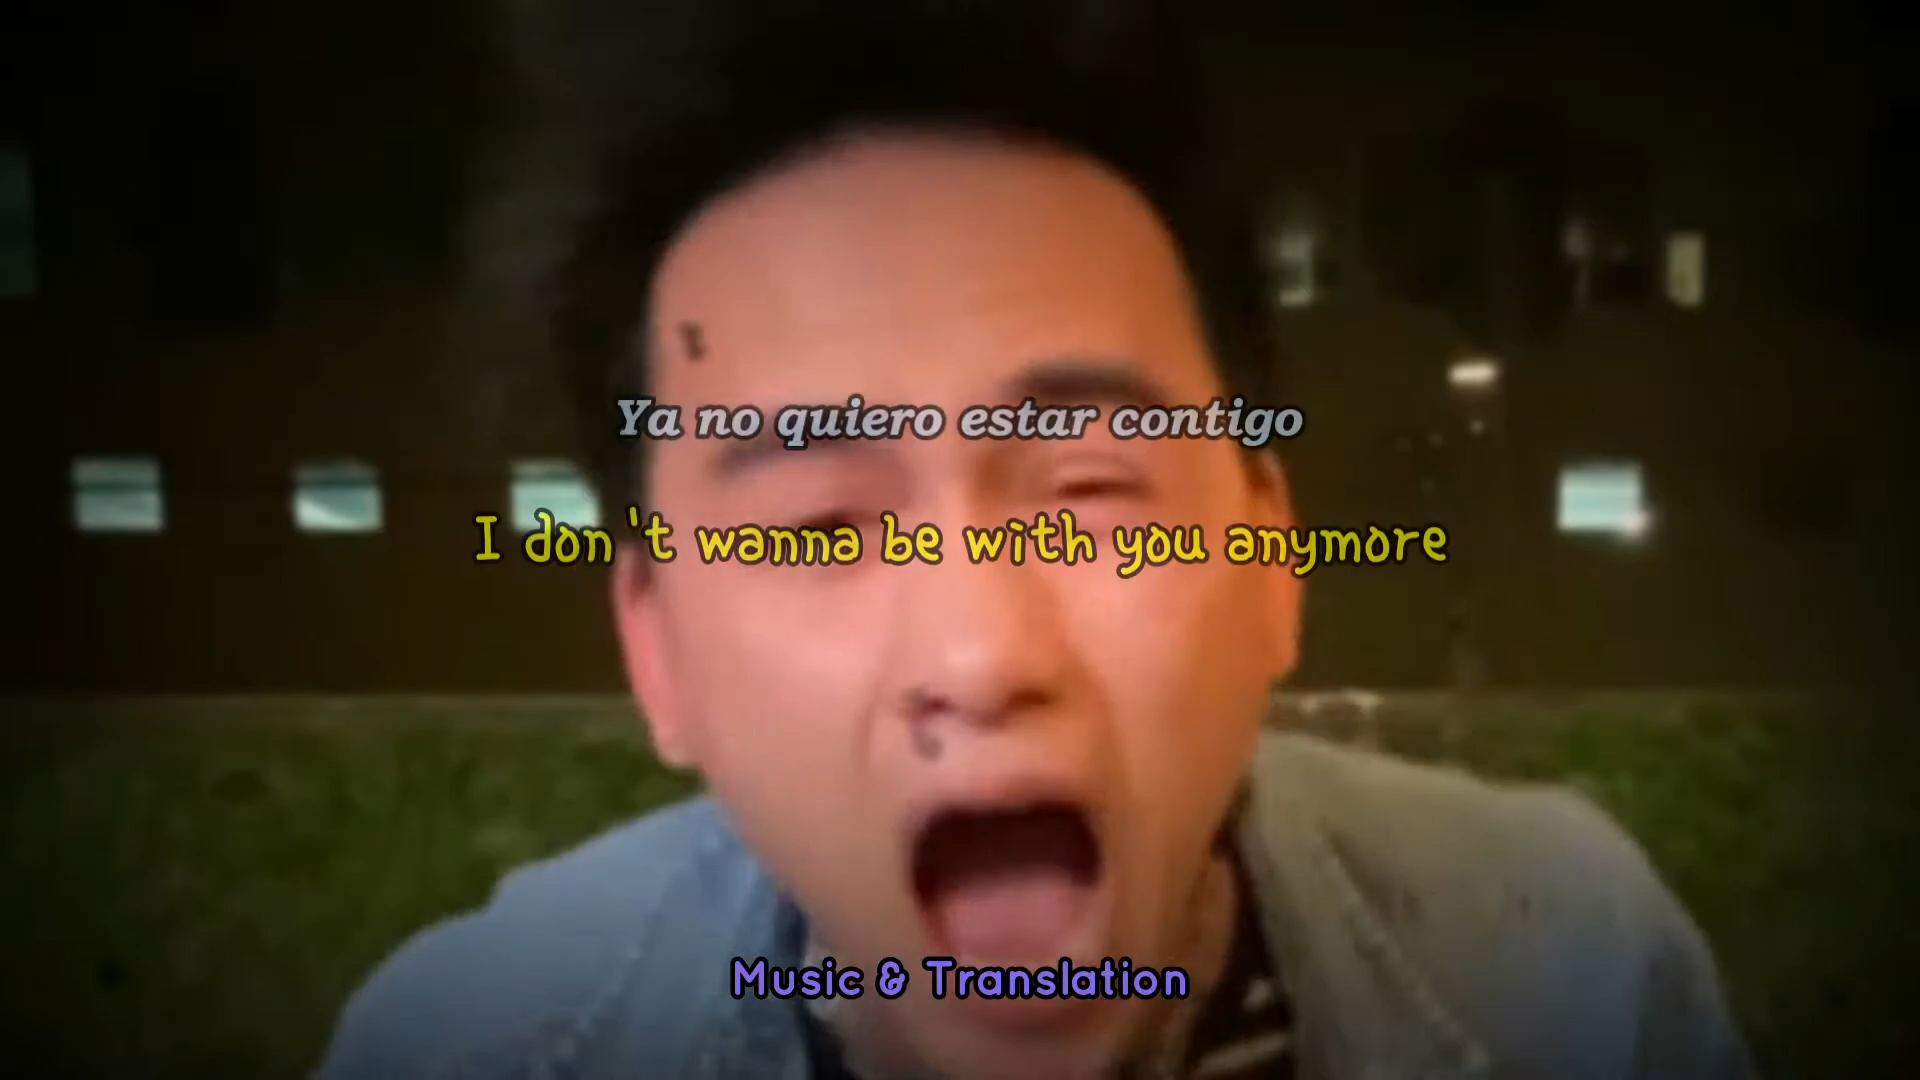 Ya no quiero estar contigo
I don 't wanna be with you anymore
Music & Translation